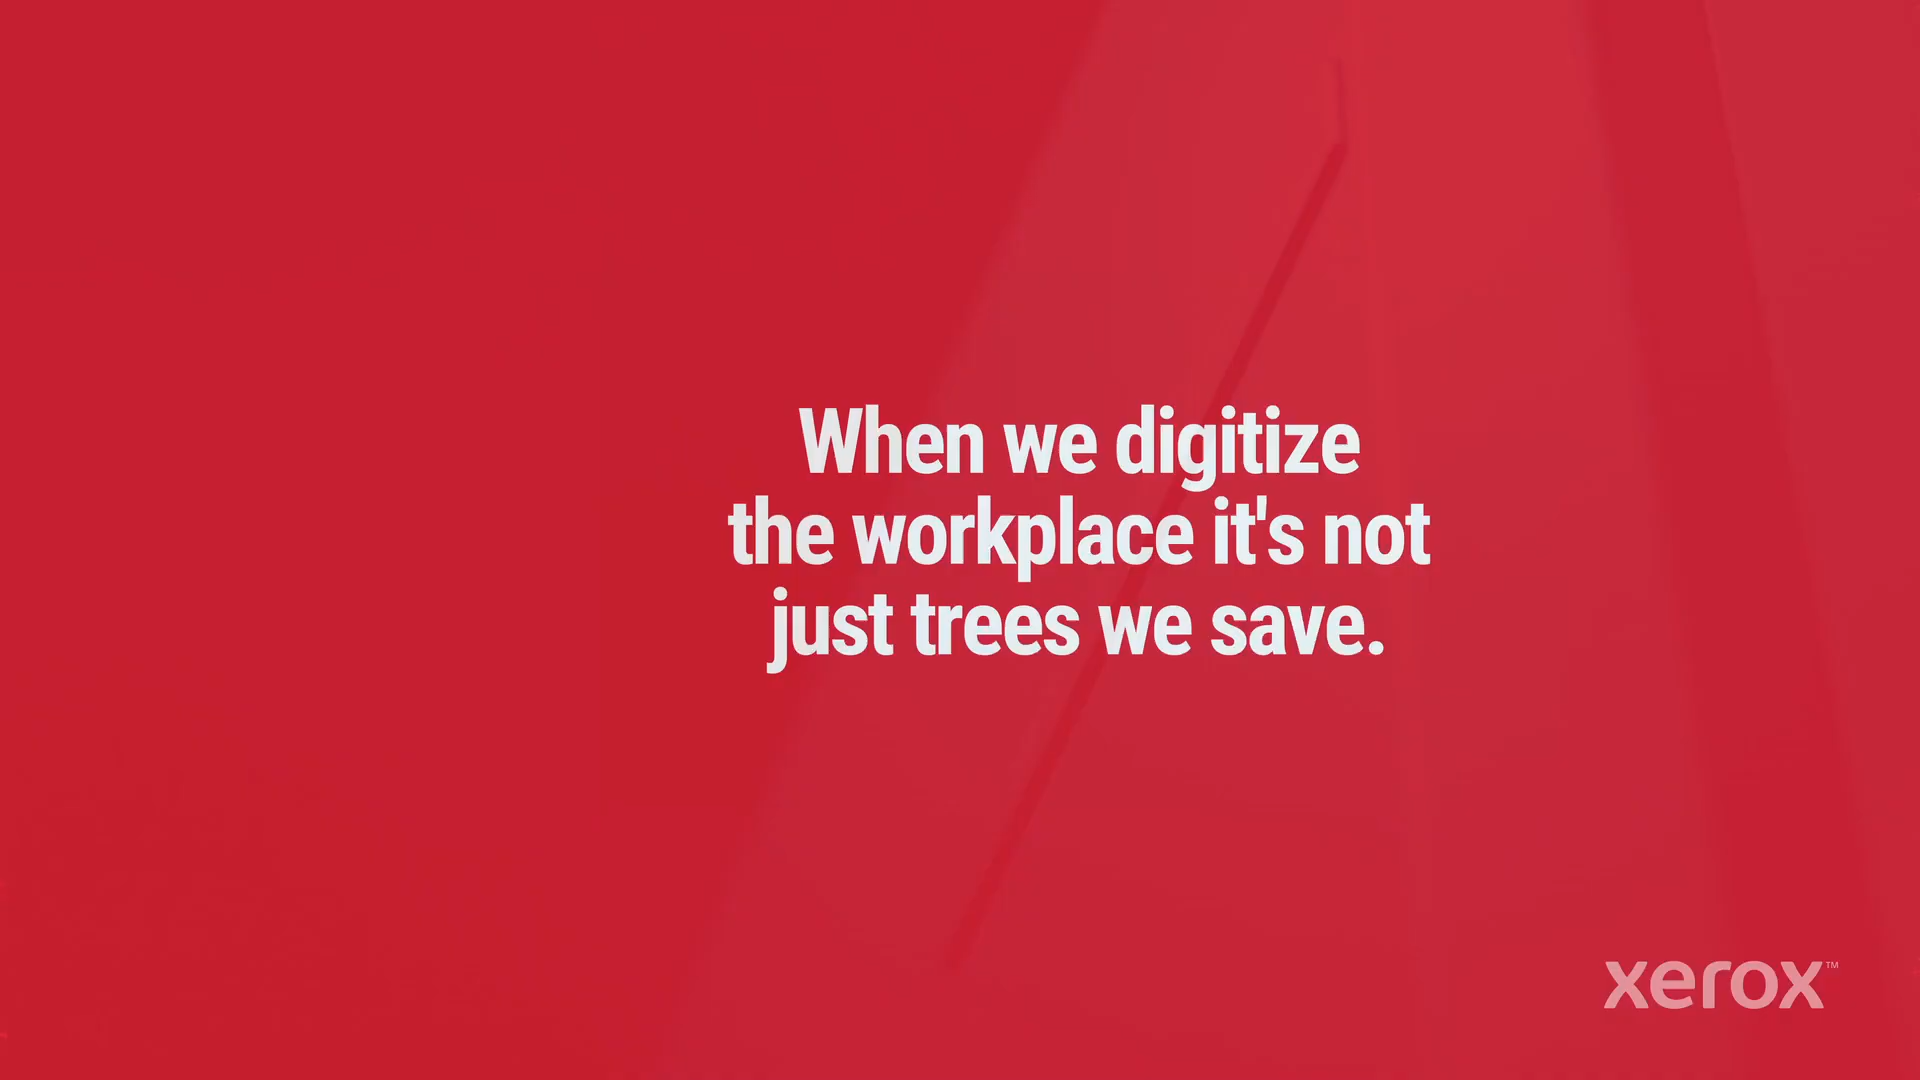 When we digitize
the workplace it's not
just trees we save.
xerox™